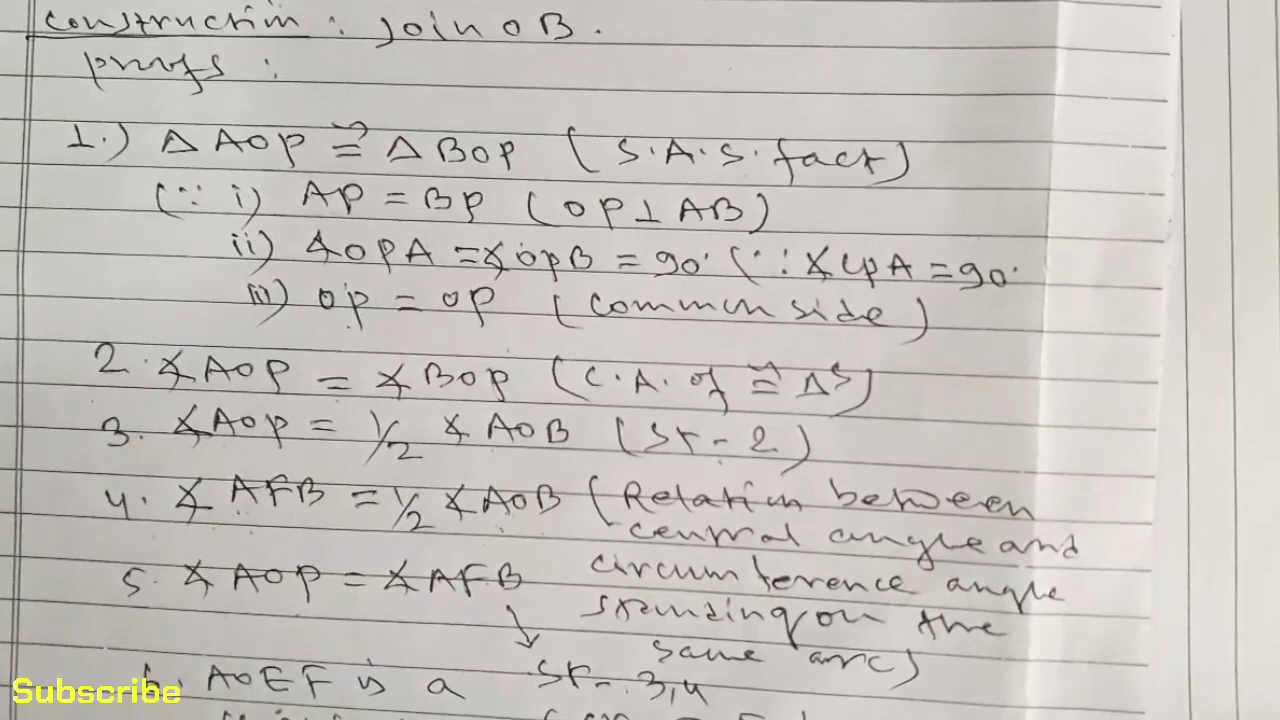 Construction : Join OB.
proofs :
1.) △ AOP ≅ △ BOP (S.A.S. fact)
(∵ i) AP = BP (OP⊥AB)
ii) ∡OPA = ∡OPB = 90° (∵ ∡CPA = 90°
iii) OP = OP (Common side)
2. ∡AOP = ∡BOP (C.A. of ≅ △s)
3. ∡AOP = 1/2 ∡AOB (St-2)
4. ∡AFB = 1/2 ∡AOB (Relation between
central angle and
circumference angle
5. ∡AOP = ∡AFB
standing on the
same arc)
↓
St-3,4
6. AOEF is a
Subscribe